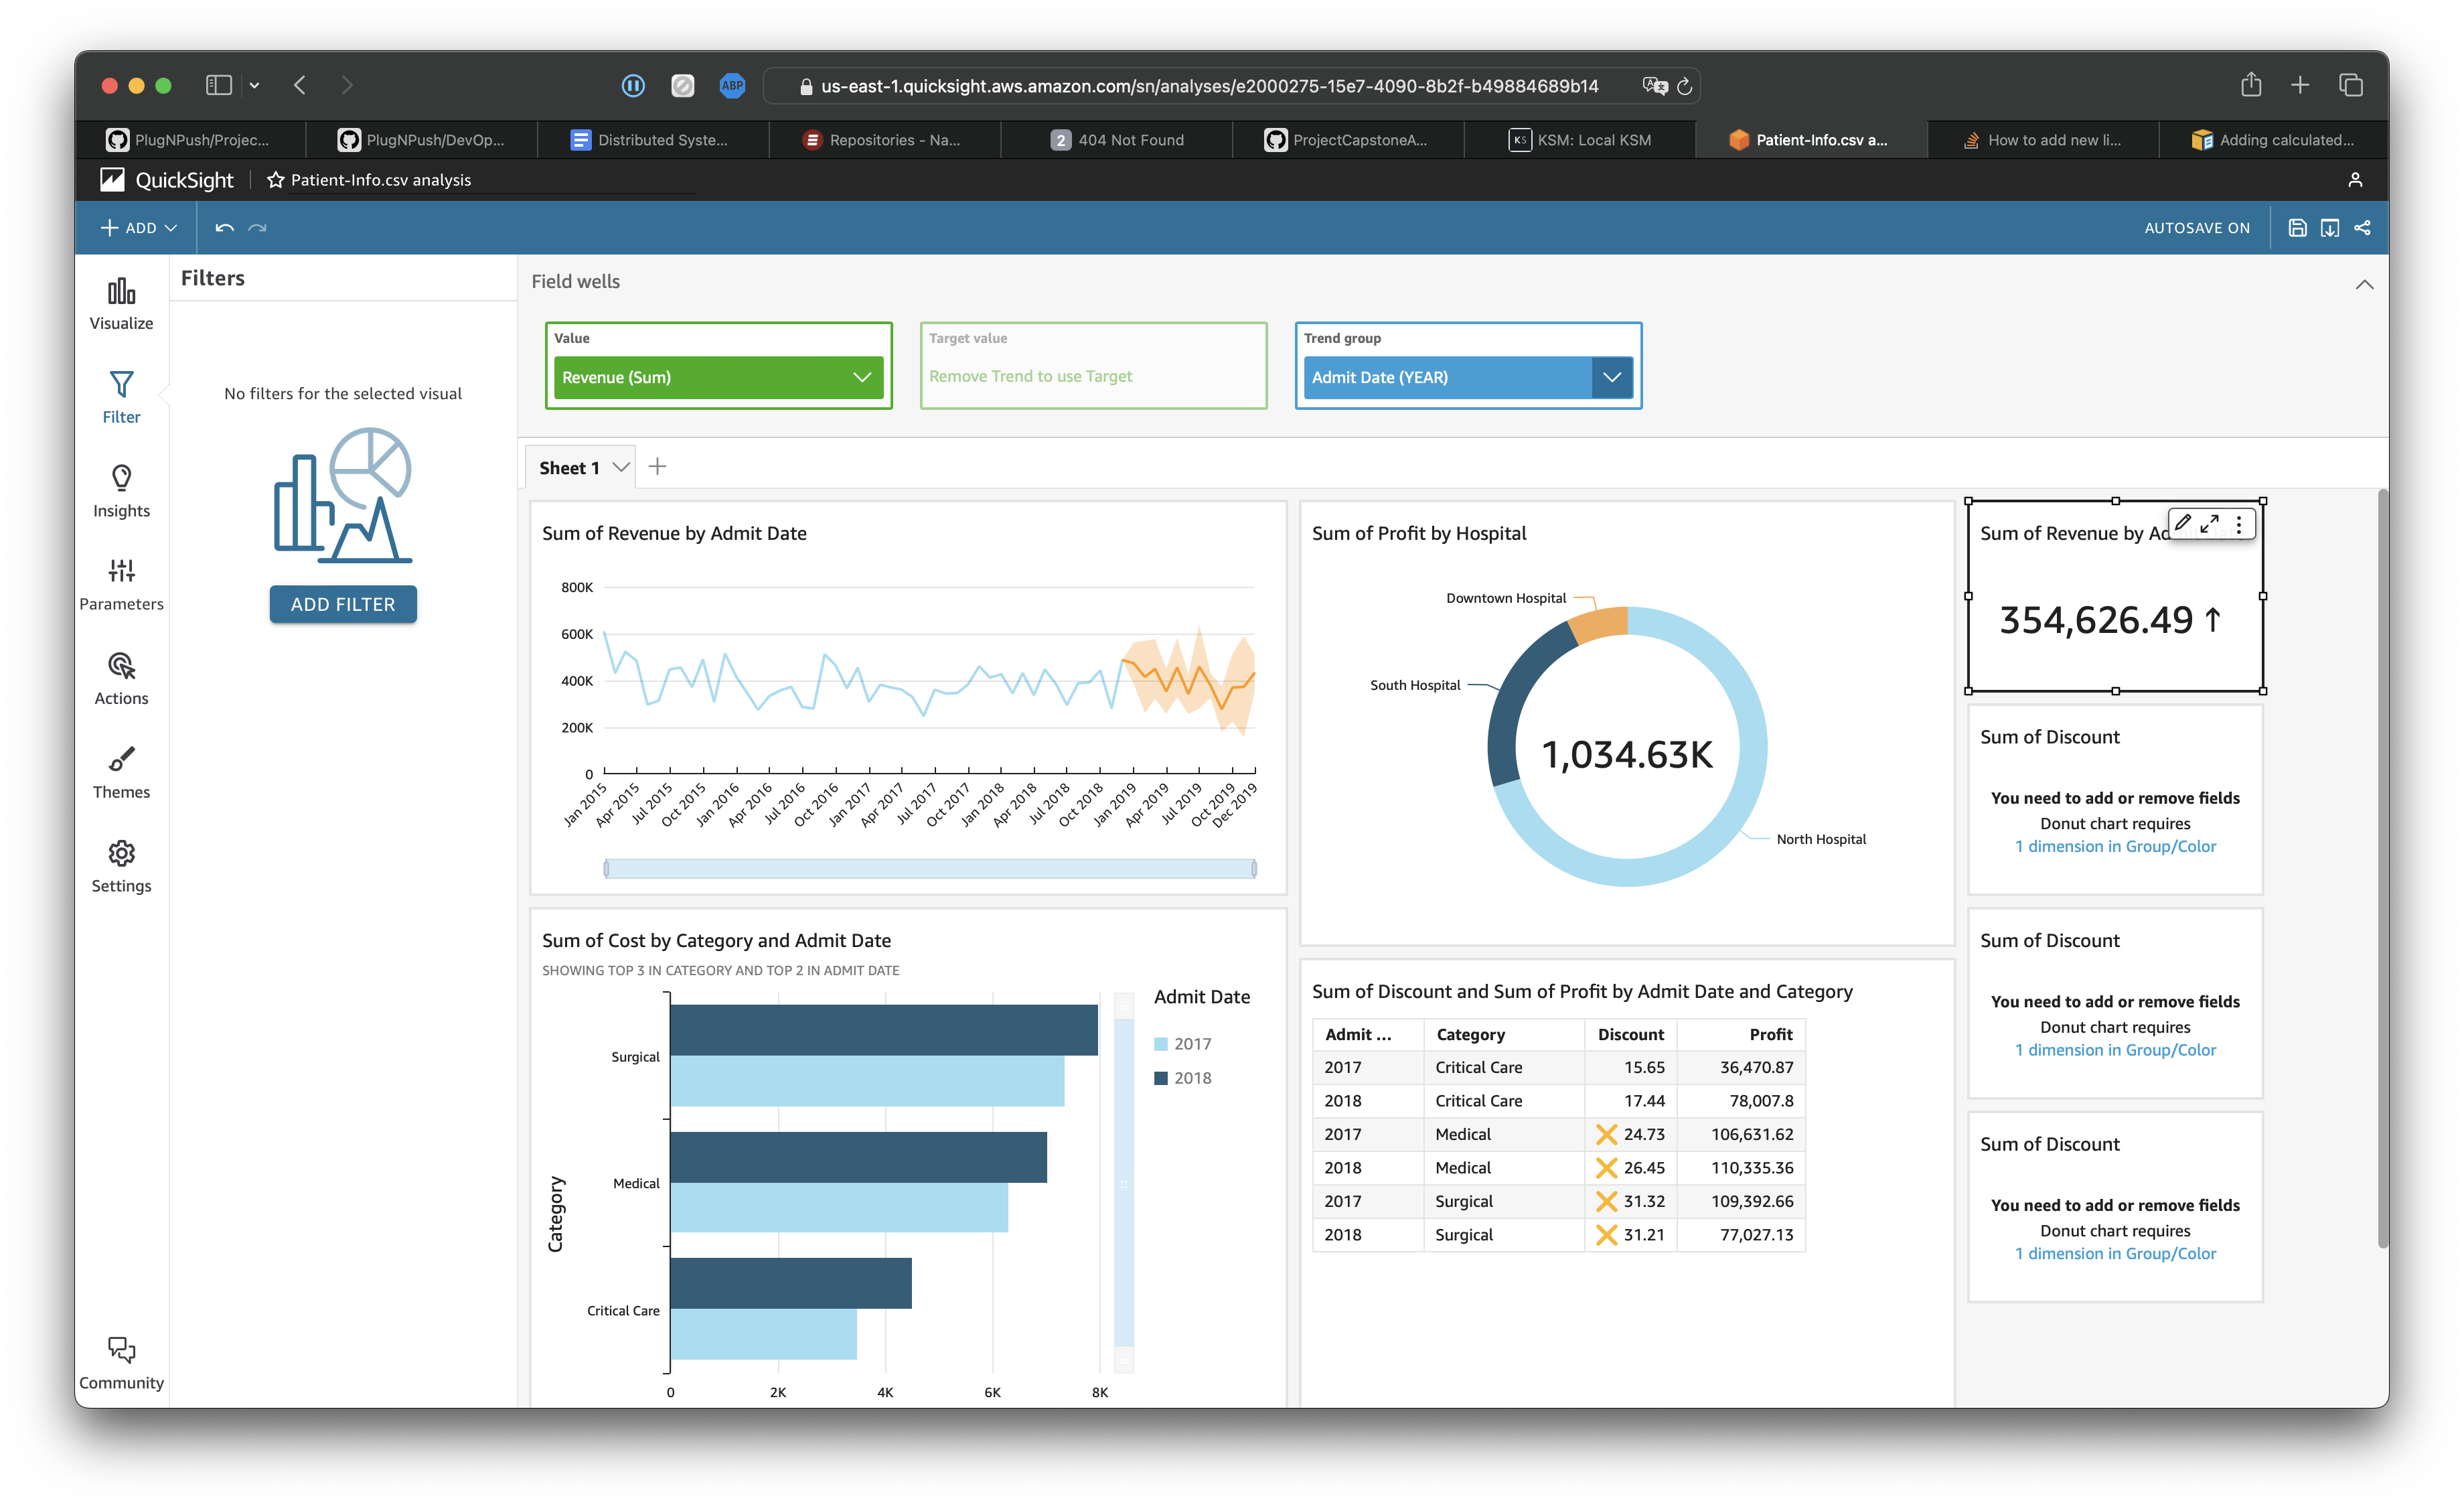 us-east-1.quicksight.aws.amazon.com/sn/analyses/e2000275-15e7-4090-8b2f-b49884689b14
ABP
PlugNPush/Projec...
PlugNPush/DevOp...
Distributed Syste...
Repositories - Na...
2 404 Not Found
ProjectCapstoneA...
KS KSM: Local KSM
Patient-Info.csv a...
How to add new li...
Adding calculated...
QuickSight
Patient-Info.csv analysis
ADD
AUTOSAVE ON
Visualize
Filter
Insights
Parameters
Actions
Themes
Settings
Community
Filters
No filters for the selected visual
ADD FILTER
Field wells
Value
Revenue (Sum)
Target value
Remove Trend to use Target
Trend group
Admit Date (YEAR)
Sheet 1
Sum of Revenue by Admit Date
800K
600K
400K
200K
0
Jan 2015
Apr 2015
Jul 2015
Oct 2015
Jan 2016
Apr 2016
Jul 2016
Oct 2016
Jan 2017
Apr 2017
Jul 2017
Oct 2017
Jan 2018
Apr 2018
Jul 2018
Oct 2018
Jan 2019
Apr 2019
Jul 2019
Oct 2019
Dec 2019
Sum of Profit by Hospital
Downtown Hospital
South Hospital
1,034.63K
North Hospital
Sum of Revenue by
354,626.49
Sum of Discount
You need to add or remove fields
Donut chart requires
1 dimension in Group/Color
Sum of Discount
You need to add or remove fields
Donut chart requires
1 dimension in Group/Color
Sum of Discount
You need to add or remove fields
Donut chart requires
1 dimension in Group/Color
Sum of Cost by Category and Admit Date
SHOWING TOP 3 IN CATEGORY AND TOP 2 IN ADMIT DATE
Category
Surgical
Medical
Critical Care
0
2K
4K
6K
8K
Admit Date
2017
2018
Sum of Discount and Sum of Profit by Admit Date and Category
Admit ... Category Discount Profit
2017 Critical Care 15.65 36,470.87
2018 Critical Care 17.44 78,007.8
2017 Medical 24.73 106,631.62
2018 Medical 26.45 110,335.36
2017 Surgical 31.32 109,392.66
2018 Surgical 31.21 77,027.13